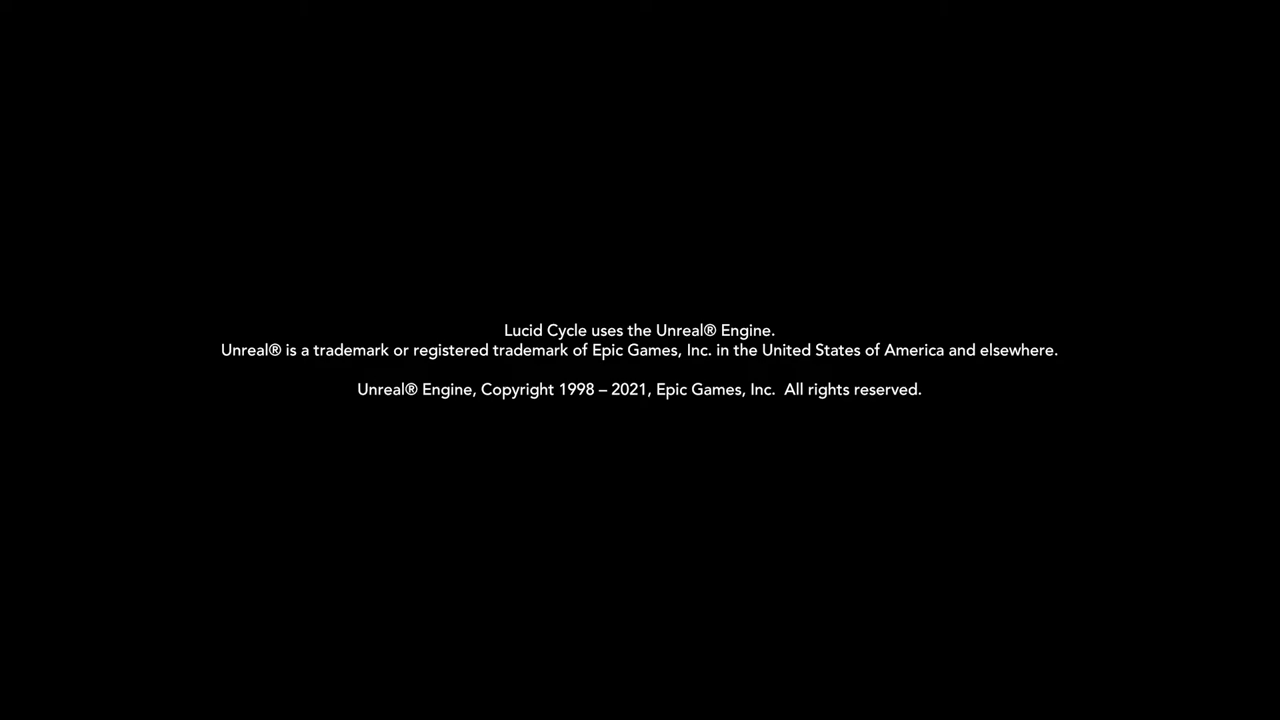 Lucid Cycle uses the Unreal® Engine.
Unreal® is a trademark or registered trademark of Epic Games, Inc. in the United States of America and elsewhere.
Unreal® Engine, Copyright 1998 – 2021, Epic Games, Inc.  All rights reserved.